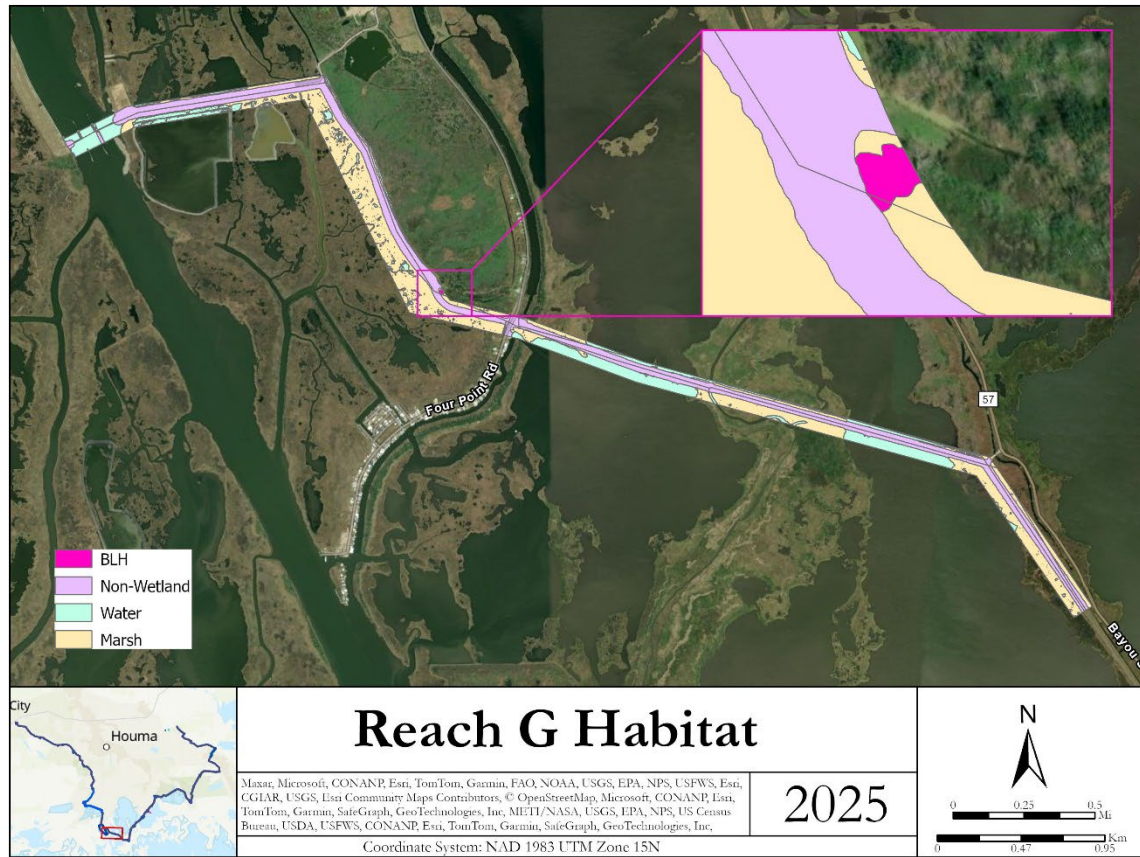 Four Point Rd
57
Bayou
BLH
Non-Wetland
Water
Marsh
City
Houma
Reach G Habitat
Maxar, Microsoft, CONANP, Esri, TomTom, Garmin, FAO, NOAA, USGS, EPA, NPS, USFWS, Esri,
CGIAR, USGS, Esri Community Maps Contributors, © OpenStreetMap, Microsoft, CONANP, Esri,
TomTom, Garmin, SafeGraph, GeoTechnologies, Inc, METI/NASA, USGS, EPA, NPS, US Census
Bureau, USDA, USFWS, CONANP, Esri, TomTom, Garmin, SafeGraph, GeoTechnologies, Inc,
Coordinate System: NAD 1983 UTM Zone 15N
2025
N
0 0.25 0.5
Mi
Km
0 0.47 0.95